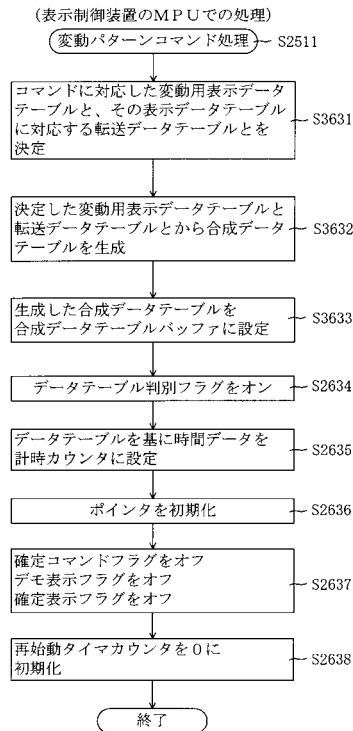 (表示制御装置のMPUでの処理)
変動パターンコマンド処理
S2511
コマンドに対応した変動用表示データ
テーブルと、その表示データテーブル
に対応する転送データテーブルとを
決定
S3631
決定した変動用表示データテーブルと
転送データテーブルとから合成データ
テーブルを生成
S3632
生成した合成データテーブルを
合成データテーブルバッファに設定
S3633
データテーブル判別フラグをオン
S2634
データテーブルを基に時間データを
計時カウンタに設定
S2635
ポインタを初期化
S2636
確定コマンドフラグをオフ
デモ表示フラグをオフ
確定表示フラグをオフ
S2637
再始動タイマカウンタを0に
初期化
S2638
終了